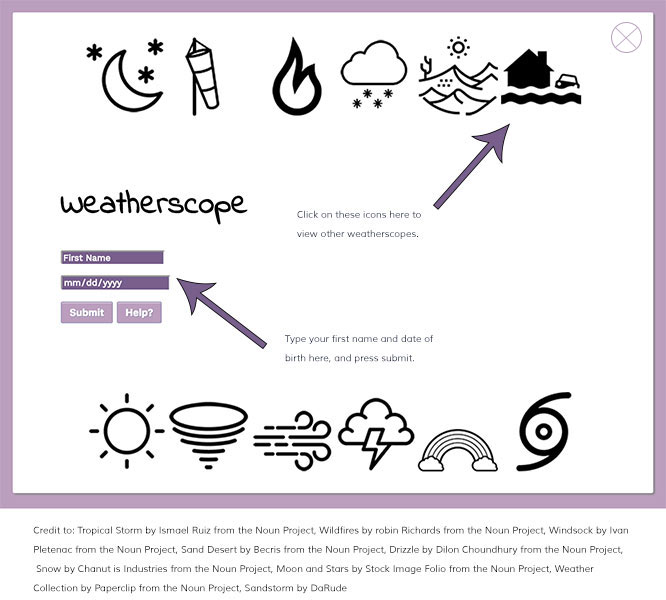 weatherscope
Click on these icons here to
view other weatherscopes.
First Name
mm/dd/yyyy
Submit Help?
Type your first name and date of
birth here, and press submit.
Credit to: Tropical Storm by Ismael Ruiz from the Noun Project, Wildfires by robin Richards from the Noun Project, Windsock by Ivan
Pletenac from the Noun Project, Sand Desert by Becris from the Noun Project, Drizzle by Dilon Choundhury from the Noun Project,
Snow by Chanut is Industries from the Noun Project, Moon and Stars by Stock Image Folio from the Noun Project, Weather
Collection by Paperclip from the Noun Project, Sandstorm by DaRude